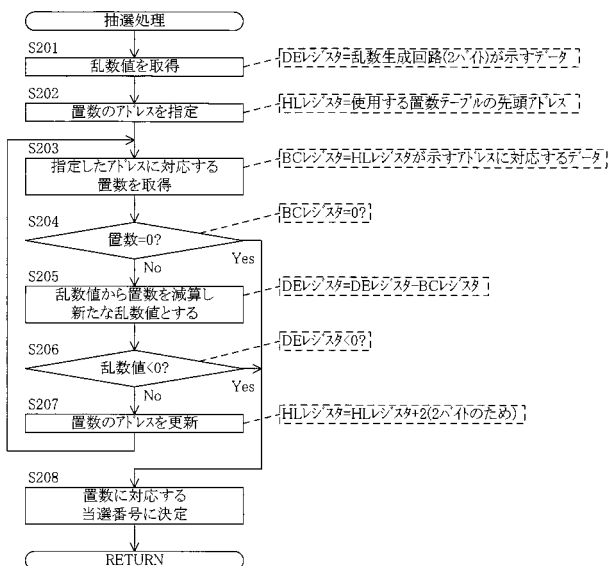 抽選処理
S201
乱数値を取得
DEレジスタ=乱数生成回路(2バイト)が示すデータ
S202
置数のアドレスを指定
HLレジスタ=使用する置数テーブルの先頭アドレス
S203
指定したアドレスに対応する
置数を取得
BCレジスタ=HLレジスタが示すアドレスに対応するデータ
S204
置数=0?
BCレジスタ=0?
No
Yes
S205
乱数値から置数を減算し
新たな乱数値とする
DEレジスタ=DEレジスタ-BCレジスタ
S206
乱数値<0?
DEレジスタ<0?
No
Yes
S207
置数のアドレスを更新
HLレジスタ=HLレジスタ+2(2バイトのため)
S208
置数に対応する
当選番号に決定
RETURN